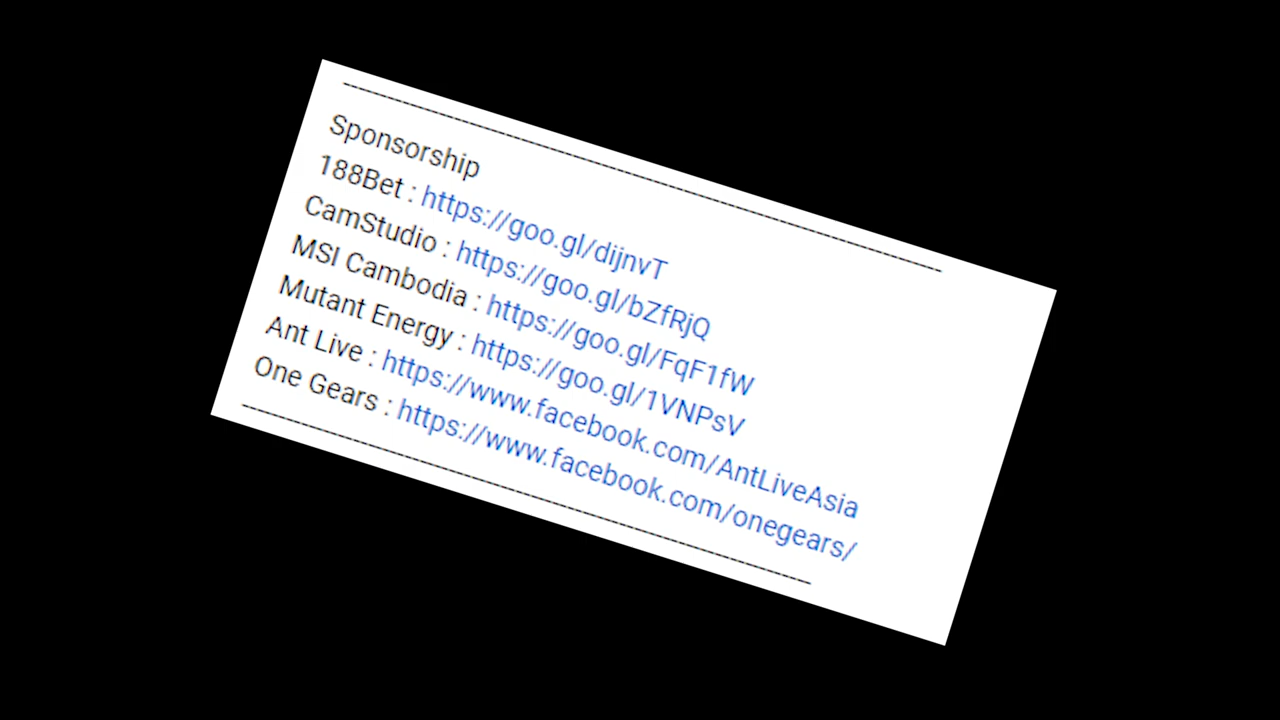 Sponsorship
188Bet : https://goo.gl/dijnvT
CamStudio : https://goo.gl/bZfRjQ
MSI Cambodia : https://goo.gl/FqF1fW
Mutant Energy : https://goo.gl/1VNPsV
Ant Live : https://www.facebook.com/AntLiveAsia
One Gears : https://www.facebook.com/onegears/